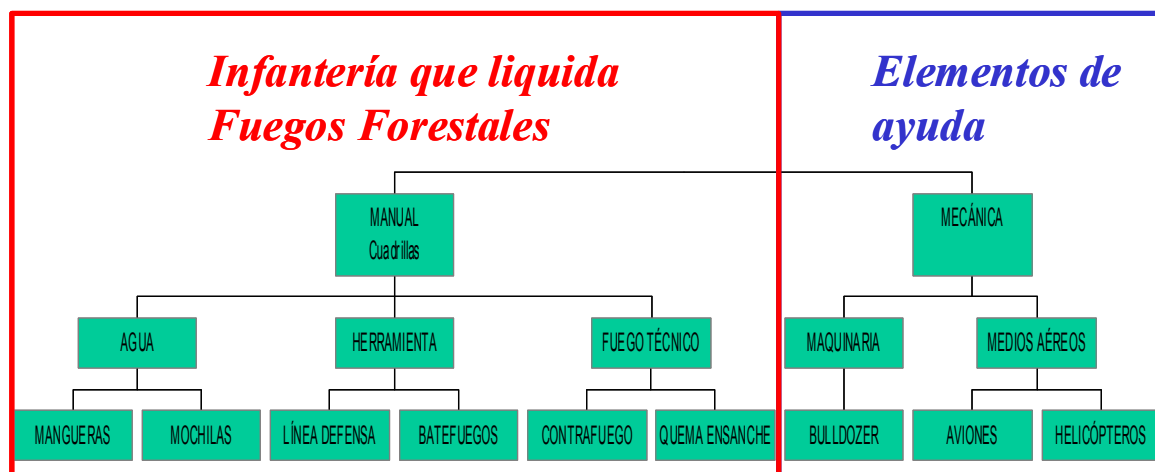 Infantería que liquida
Fuegos Forestales
Elementos de
ayuda
MANUAL
Cuadrillas
MECÁNICA
AGUA
HERRAMIENTA
FUEGO TÉCNICO
MAQUINARIA
MEDIOS AÉREOS
MANGUERAS
MOCHILAS
LÍNEA DEFENSA
BATEFUEGOS
CONTRAFUEGO
QUEMA ENSANCHE
BULLDOZER
AVIONES
HELICÓPTEROS